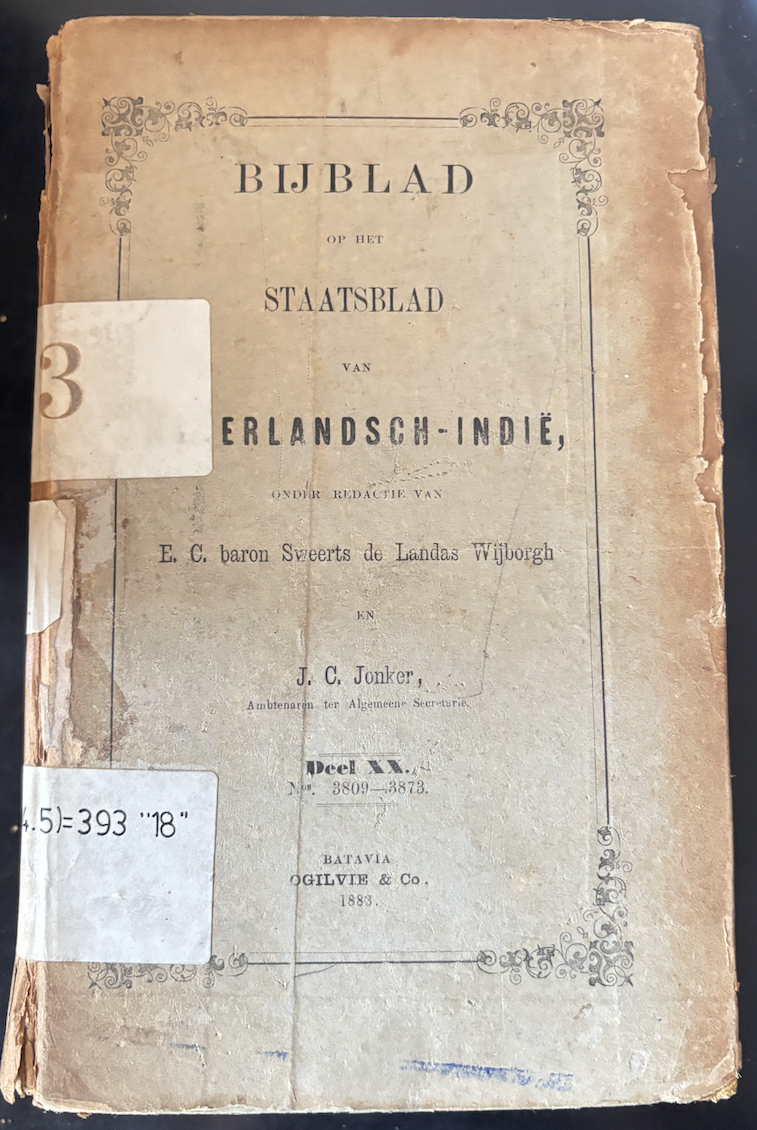 BIJBLAD
OP HET
STAATSBLAD
VAN
3
ERLANDSCH-INDIË,
ONDER REDACTIE VAN
E. C. baron Sweerts de Landas Wijborgh
EN
J. C. Jonker,
Ambtenaren ter Algemeene Secretarie.
Deel XX.
Nos. 3809—3873.
.5)=393 "18"
BATAVIA
OGILVIE & Co.
1883.